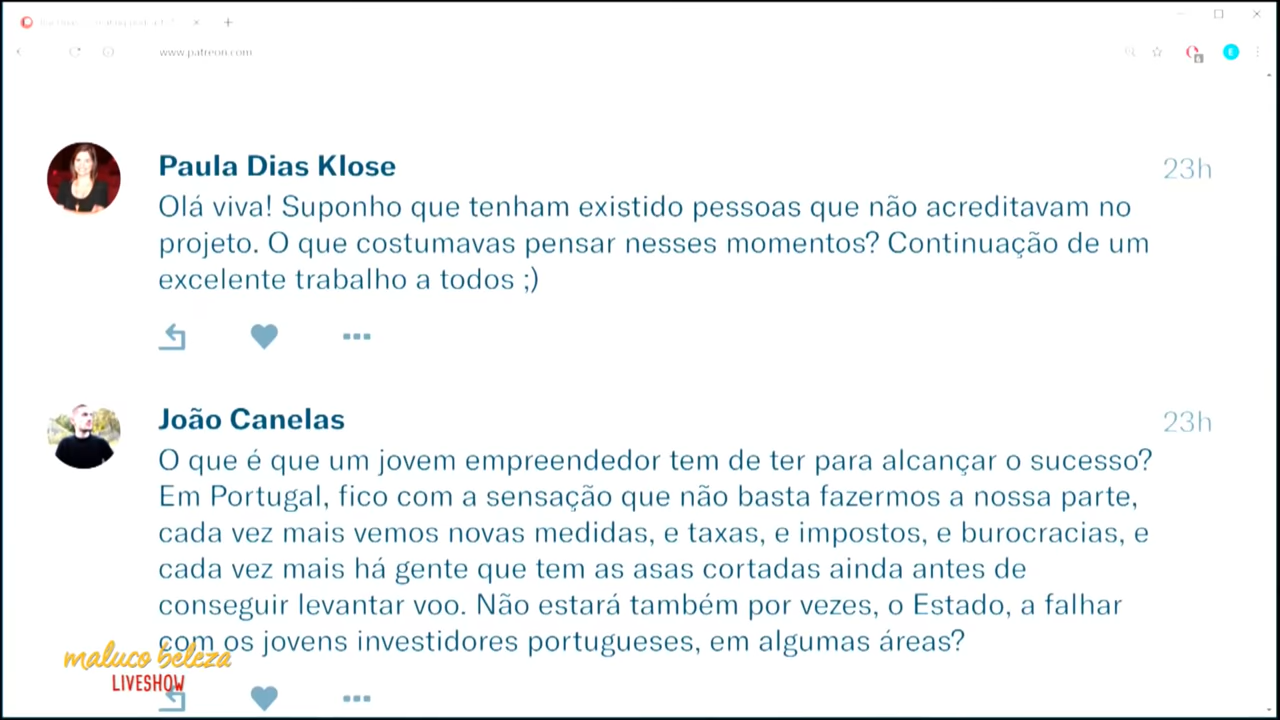 www.patreon.com
Paula Dias Klose
23h
Olá viva! Suponho que tenham existido pessoas que não acreditavam no
projeto. O que costumavas pensar nesses momentos? Continuação de um
excelente trabalho a todos ;)
João Canelas
23h
O que é que um jovem empreendedor tem de ter para alcançar o sucesso?
Em Portugal, fico com a sensação que não basta fazermos a nossa parte,
cada vez mais vemos novas medidas, e taxas, e impostos, e burocracias, e
cada vez mais há gente que tem as asas cortadas ainda antes de
conseguir levantar voo. Não estará também por vezes, o Estado, a falhar
com os jovens investidores portugueses, em algumas áreas?
maluco beleza
LIVESHOW